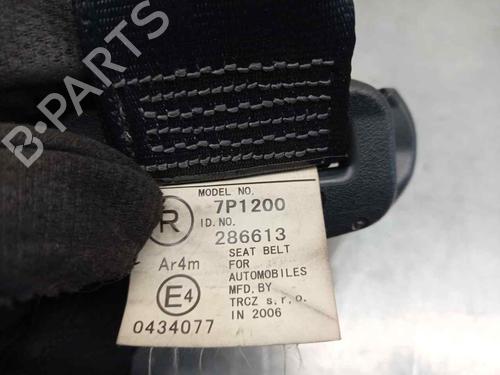 B-PARTS
MODEL NO.
7P1200
R
ID.NO.
286613
SEAT BELT
Ar4m
FOR
AUTOMOBILES
E4
MFD. BY
TRCZ s.r.o.
0434077
IN 2006